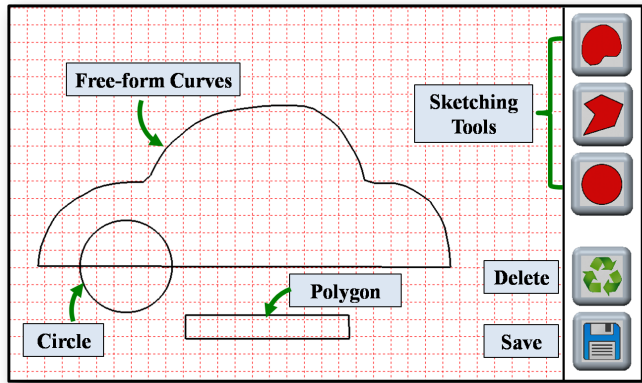 Free-form Curves
Sketching
Tools
Delete
Polygon
Circle
Save